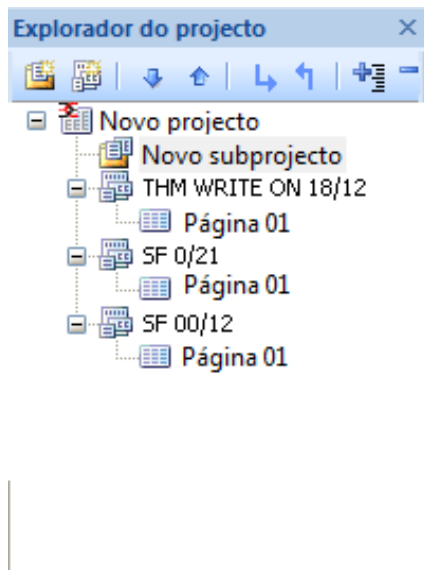 Explorador do projecto
Novo projecto
Novo subprojecto
THM WRITE ON 18/12
Página 01
SF 0/21
Página 01
SF 00/12
Página 01